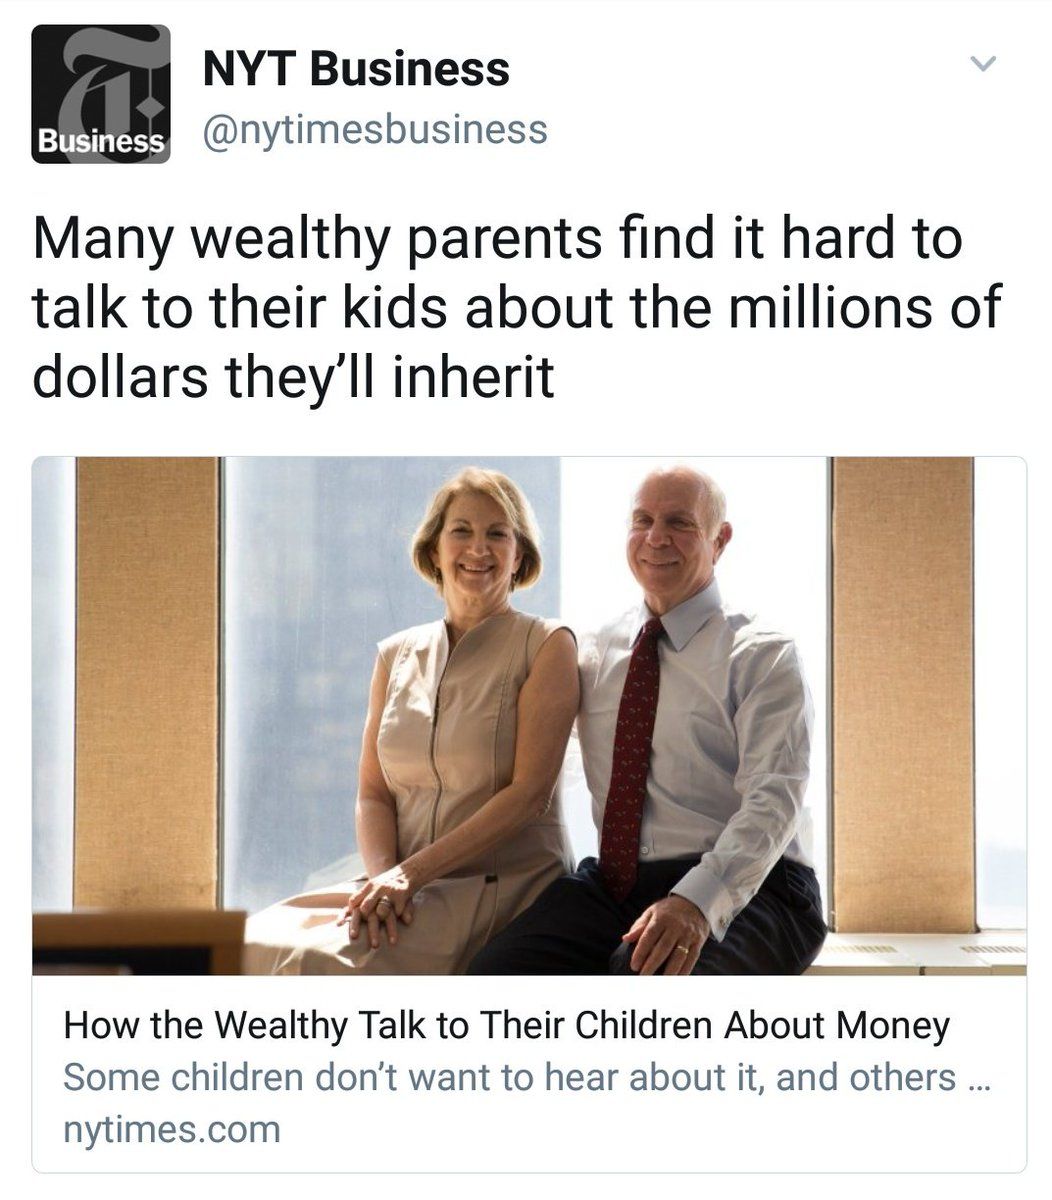 Business
NYT Business
@nytimesbusiness
Many wealthy parents find it hard to
talk to their kids about the millions of
dollars they’ll inherit
How the Wealthy Talk to Their Children About Money
Some children don’t want to hear about it, and others ...
nytimes.com